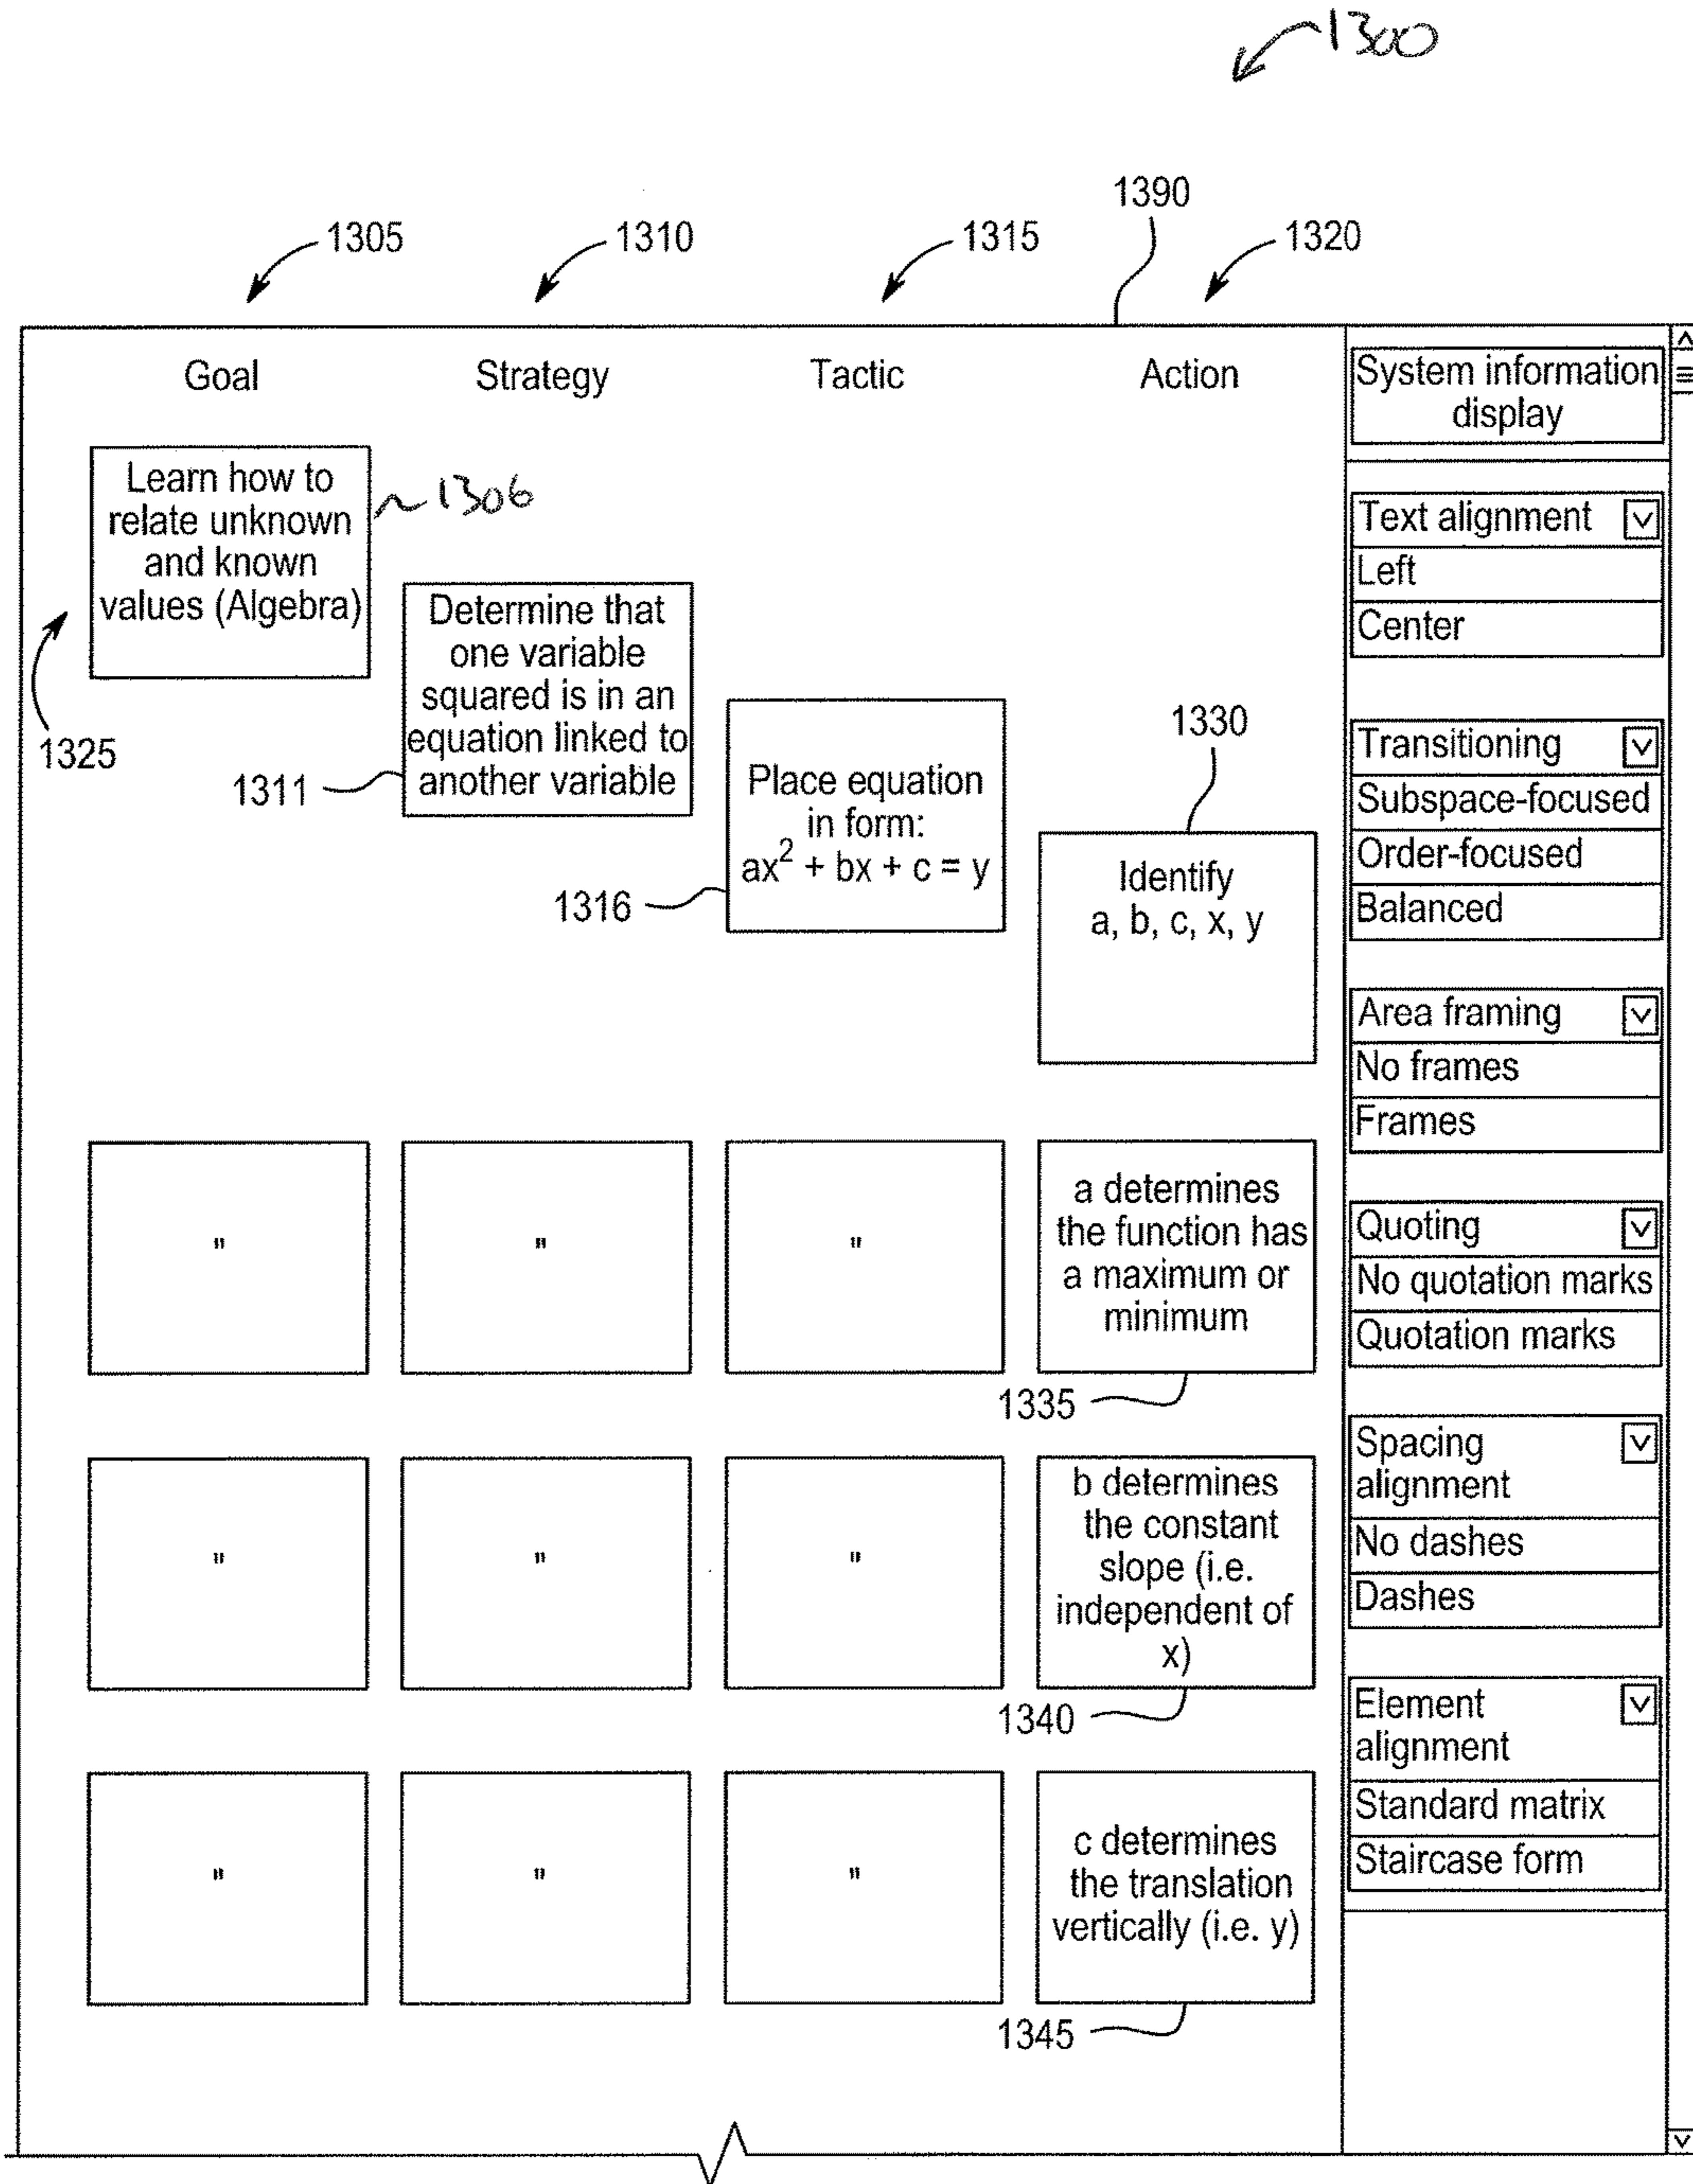 1300
1390
1305
1310
1315
1320
Goal
Strategy
Tactic
Action
Learn how to
relate unknown
and known
values (Algebra)
1306
1325
Determine that
one variable
squared is in an
equation linked to
another variable
1311
Place equation
in form:
ax² + bx + c = y
1316
1330
Identify
a, b, c, x, y
"
"
"
a determines
the function has
a maximum or
minimum
1335
"
"
"
b determines
the constant
slope (i.e.
independent of
x)
1340
"
"
"
c determines
the translation
vertically (i.e. y)
1345
System information
display
Text alignment
Left
Center
Transitioning
Subspace-focused
Order-focused
Balanced
Area framing
No frames
Frames
Quoting
No quotation marks
Quotation marks
Spacing
alignment
No dashes
Dashes
Element
alignment
Standard matrix
Staircase form